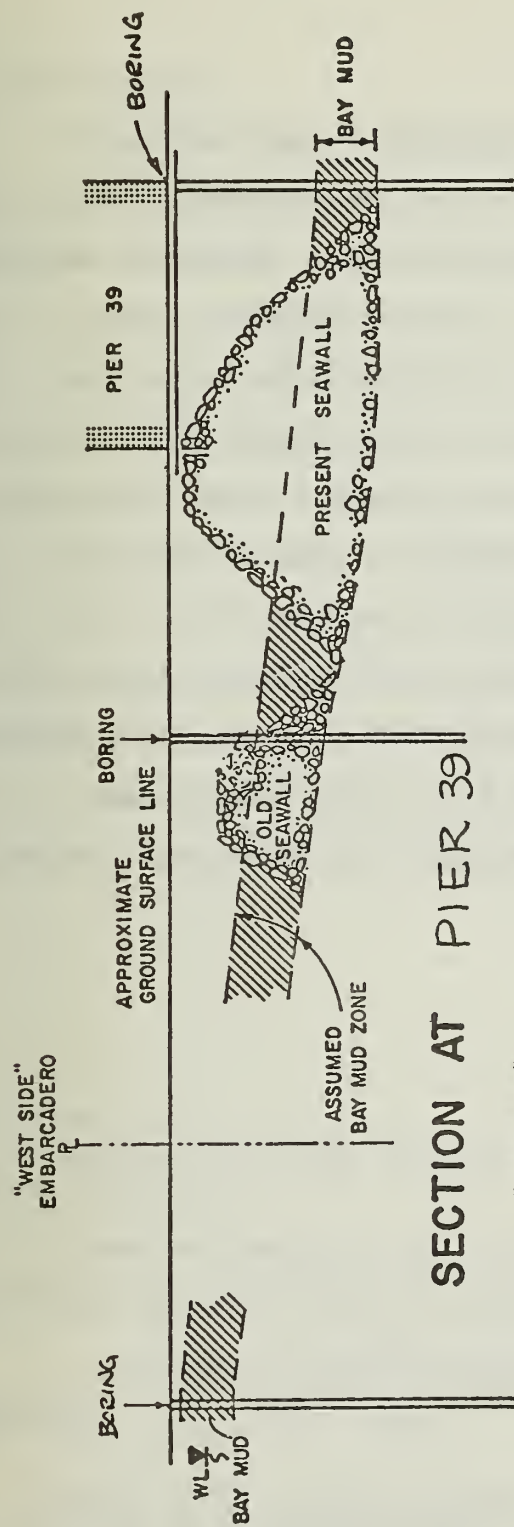 "WEST SIDE"
EMBARCADERO
PL
APPROXIMATE
GROUND SURFACE LINE
BORING
PIER 39
BORING
BORING
WL
BAY MUD
ASSUMED
BAY MUD ZONE
OLD
SEAWALL
PRESENT SEAWALL
BAY MUD
SECTION AT PIER 39